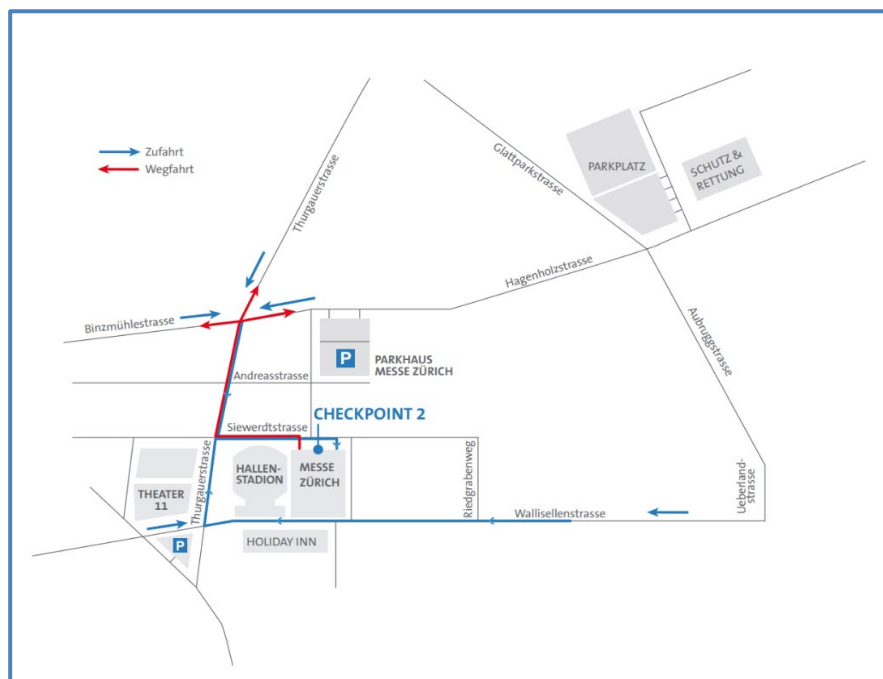 Zufahrt
Wegfahrt
Thurgauerstrasse
Glattparkstrasse
PARKPLATZ
SCHUTZ &
RETTUNG
Hagenholzstrasse
Binzmühlestrasse
Aubruggstrasse
P
PARKHAUS
MESSE ZÜRICH
Andreasstrasse
CHECKPOINT 2
Siewerdtstrasse
HALLEN-
STADION
MESSE
ZÜRICH
THEATER
11
Thurgauerstrasse
Riedgrabenweg
Ueberland-
strasse
Wallisellenstrasse
P
HOLIDAY INN